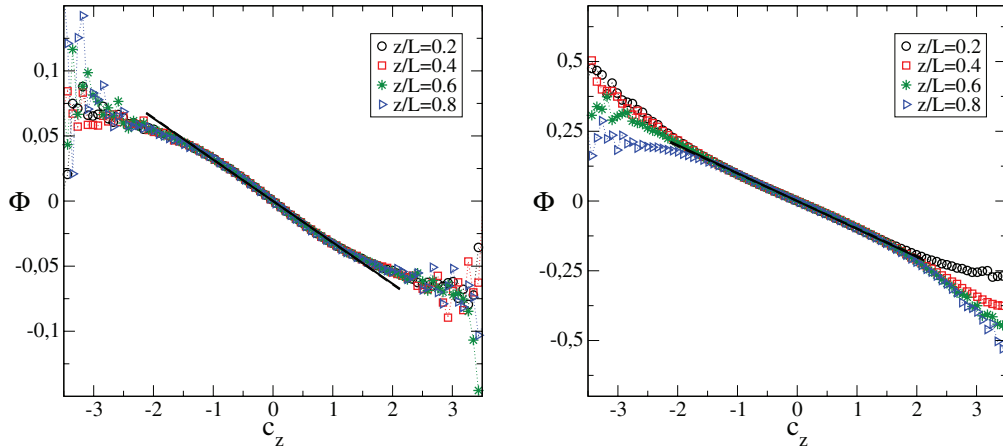 z/L=0.2
z/L=0.4
z/L=0.6
z/L=0.8
0.1
0.05
0
-0.05
-0.1
Φ
-3 -2 -1 0 1 2 3
c_z
z/L=0.2
z/L=0.4
z/L=0.6
z/L=0.8
0,5
0,25
0
-0,25
-0,5
Φ
-3 -2 -1 0 1 2 3
c_z